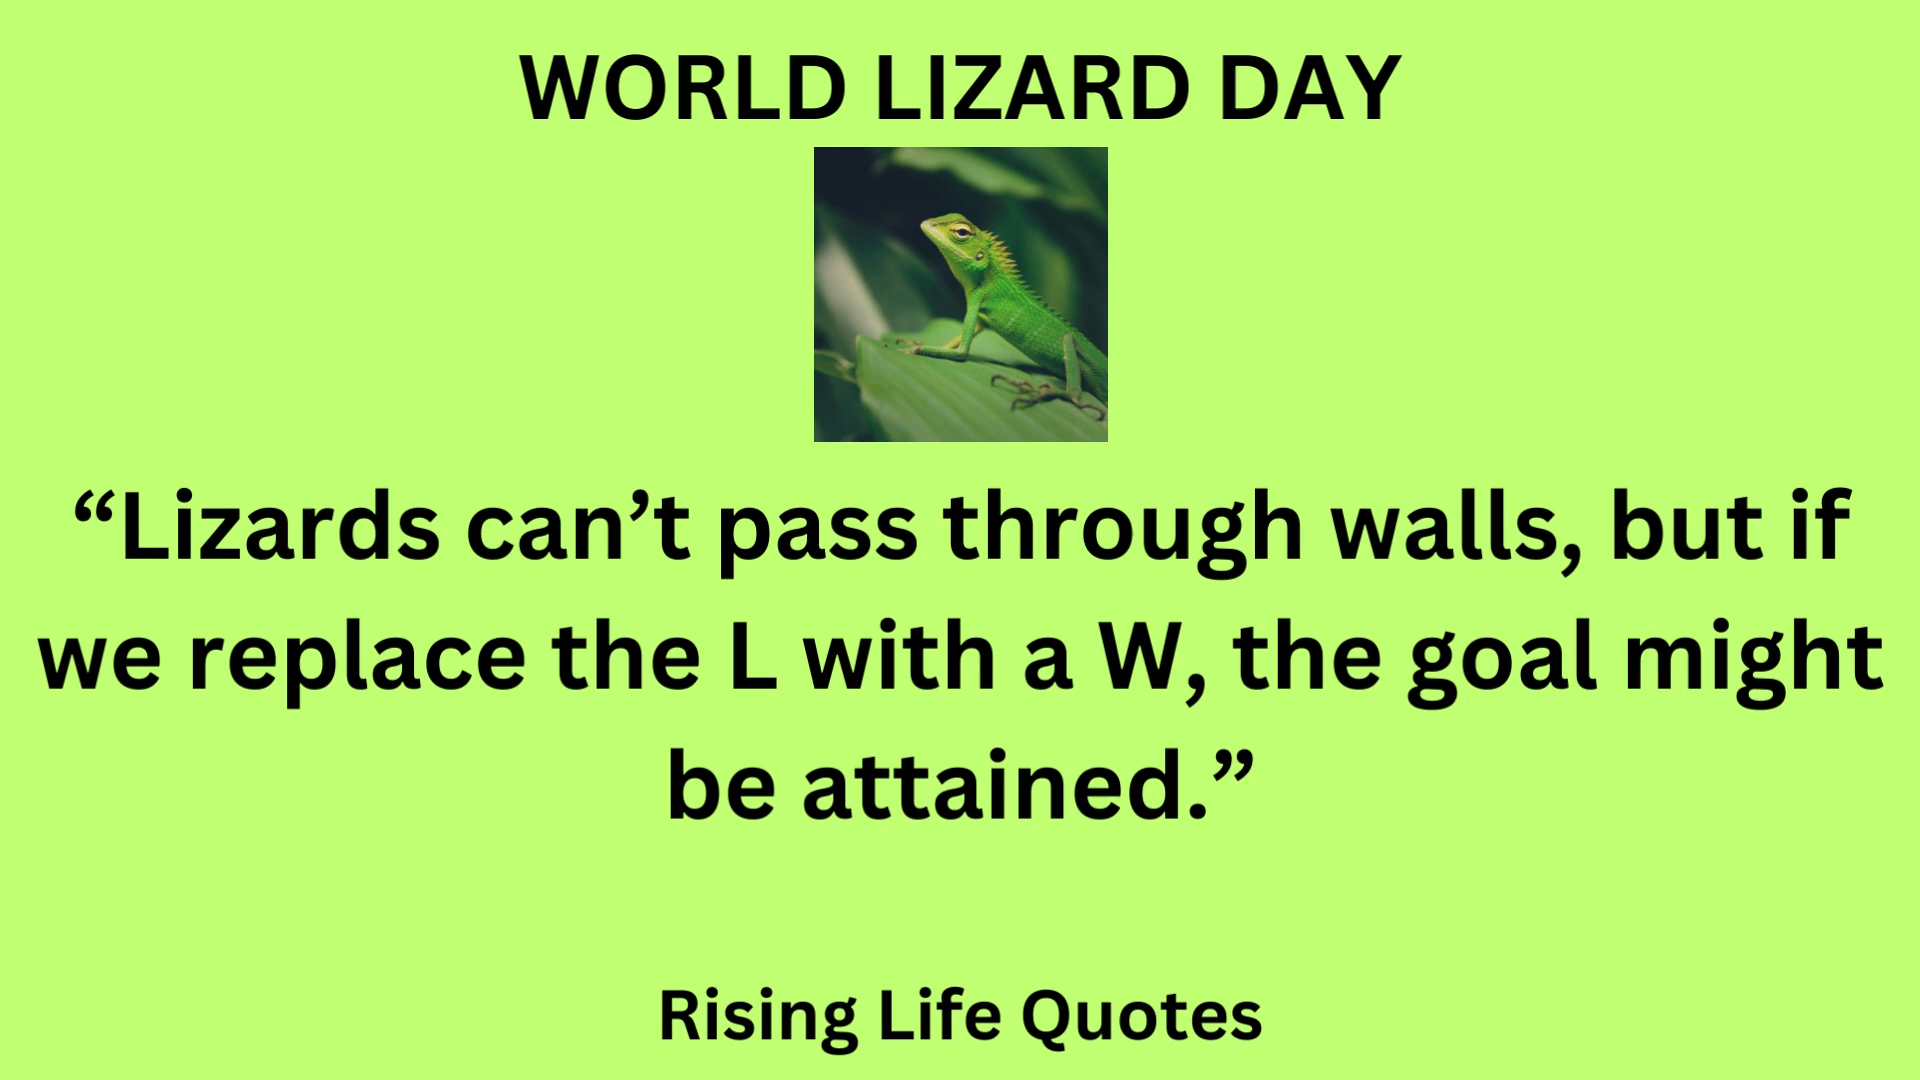 WORLD LIZARD DAY
“Lizards can’t pass through walls, but if
we replace the L with a W, the goal might
be attained.”
Rising Life Quotes